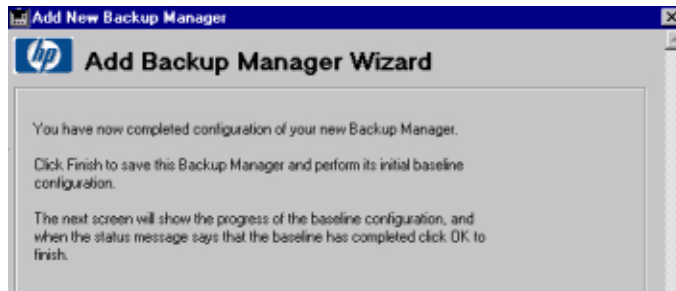 Add New Backup Manager
hp
Add Backup Manager Wizard
You have now completed configuration of your new Backup Manager.
Click Finish to save this Backup Manager and perform its initial baseline
configuration.
The next screen will show the progress of the baseline configuration, and
when the status message says that the baseline has completed click OK to
finish.